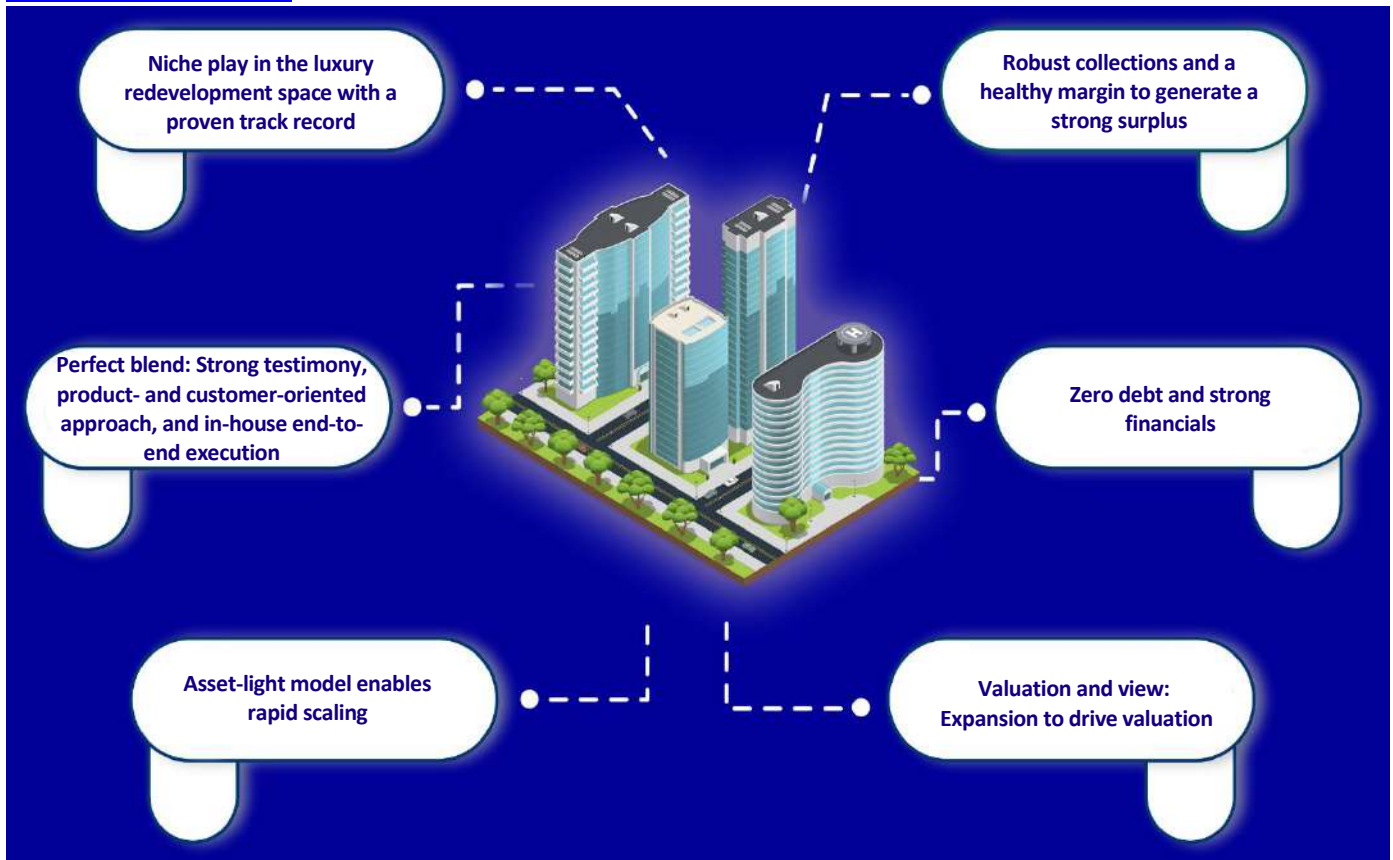 Niche play in the luxury
redevelopment space with a
proven track record
Robust collections and a
healthy margin to generate a
strong surplus
Perfect blend: Strong testimony,
product- and customer-oriented
approach, and in-house end-to-
end execution
Zero debt and strong
financials
Asset-light model enables
rapid scaling
Valuation and view:
Expansion to drive valuation
H